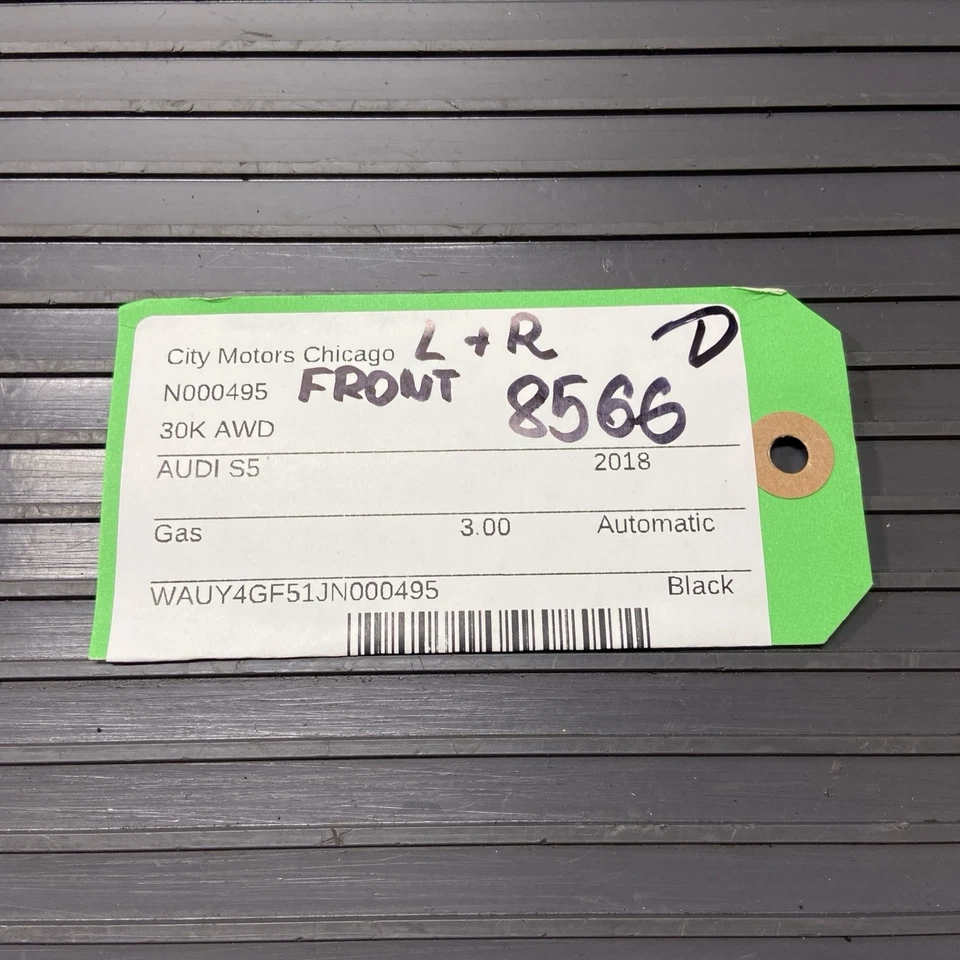 City Motors Chicago L + R D
N000495 FRONT 8566
30K AWD
AUDI S5 2018
Gas 3.00 Automatic
WAUY4GF51JN000495 Black